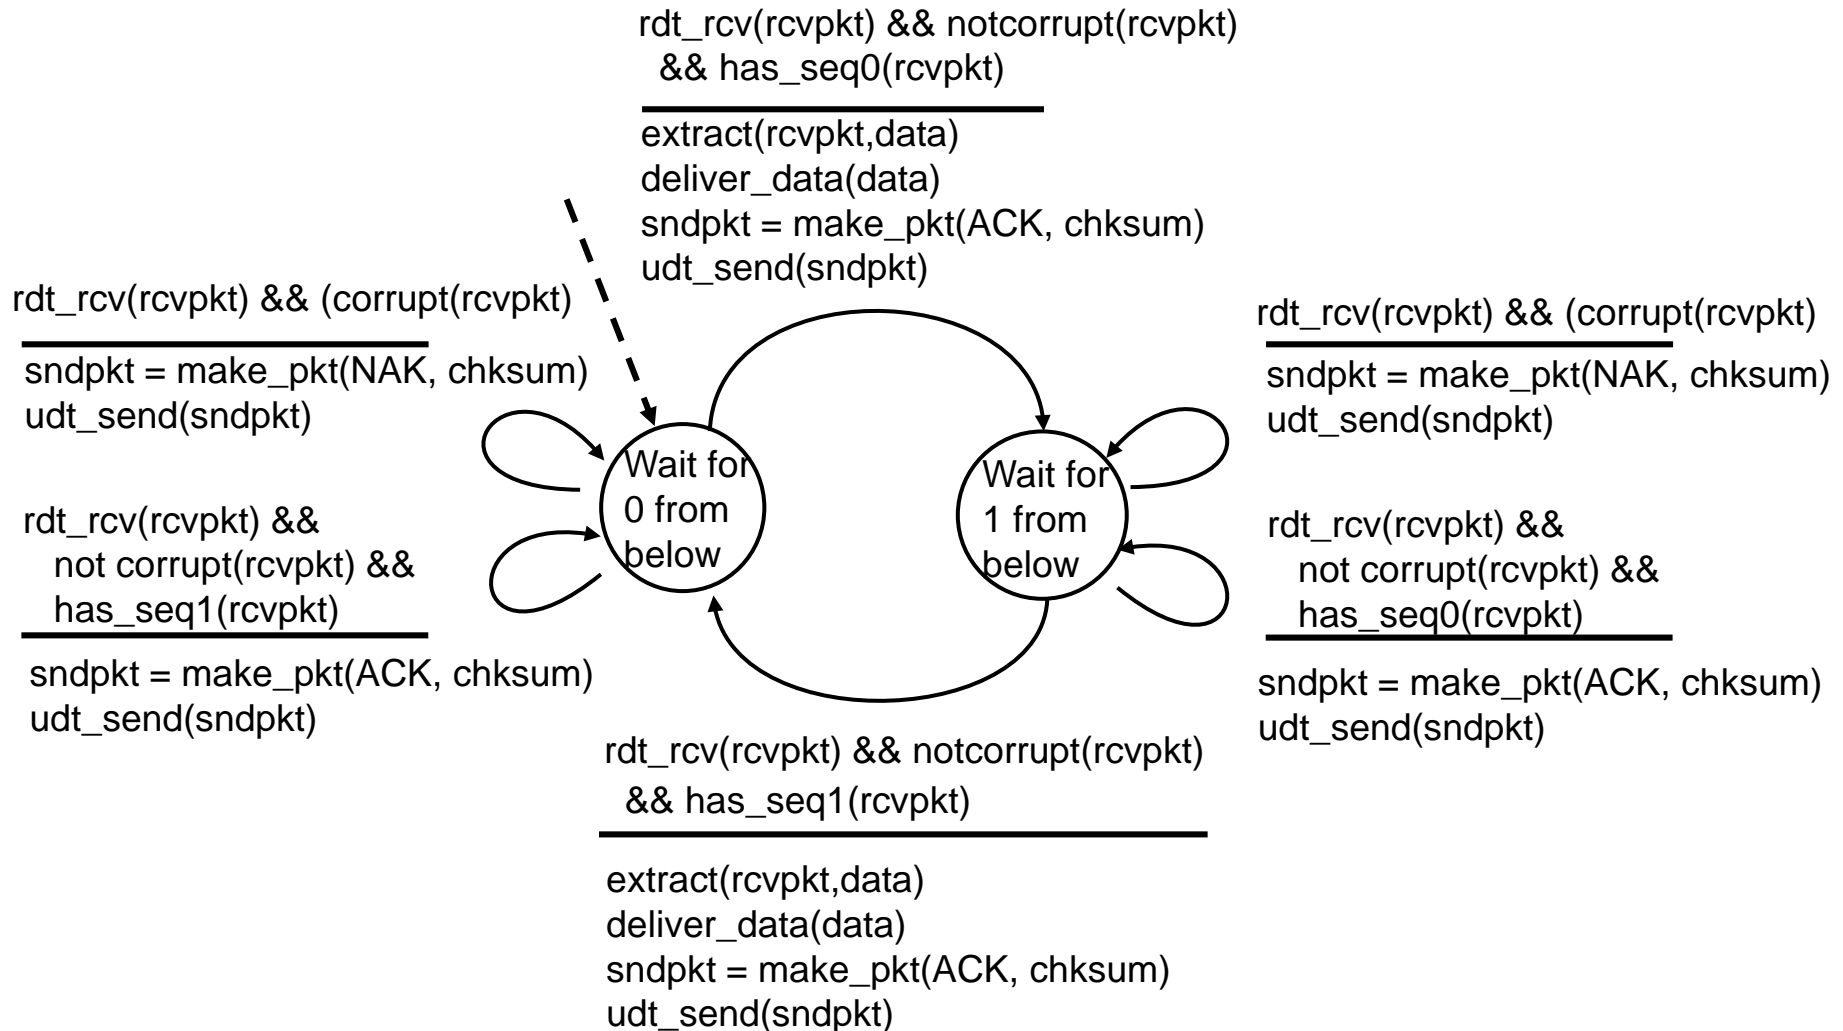 rdt_rcv(rcvpkt) && notcorrupt(rcvpkt)
&& has_seq0(rcvpkt)
extract(rcvpkt,data)
deliver_data(data)
sndpkt = make_pkt(ACK, chksum)
udt_send(sndpkt)
rdt_rcv(rcvpkt) && (corrupt(rcvpkt)
sndpkt = make_pkt(NAK, chksum)
udt_send(sndpkt)
rdt_rcv(rcvpkt) &&
not corrupt(rcvpkt) &&
has_seq1(rcvpkt)
sndpkt = make_pkt(ACK, chksum)
udt_send(sndpkt)
Wait for
0 from
below
Wait for
1 from
below
rdt_rcv(rcvpkt) && (corrupt(rcvpkt)
sndpkt = make_pkt(NAK, chksum)
udt_send(sndpkt)
rdt_rcv(rcvpkt) &&
not corrupt(rcvpkt) &&
has_seq0(rcvpkt)
sndpkt = make_pkt(ACK, chksum)
udt_send(sndpkt)
rdt_rcv(rcvpkt) && notcorrupt(rcvpkt)
&& has_seq1(rcvpkt)
extract(rcvpkt,data)
deliver_data(data)
sndpkt = make_pkt(ACK, chksum)
udt_send(sndpkt)